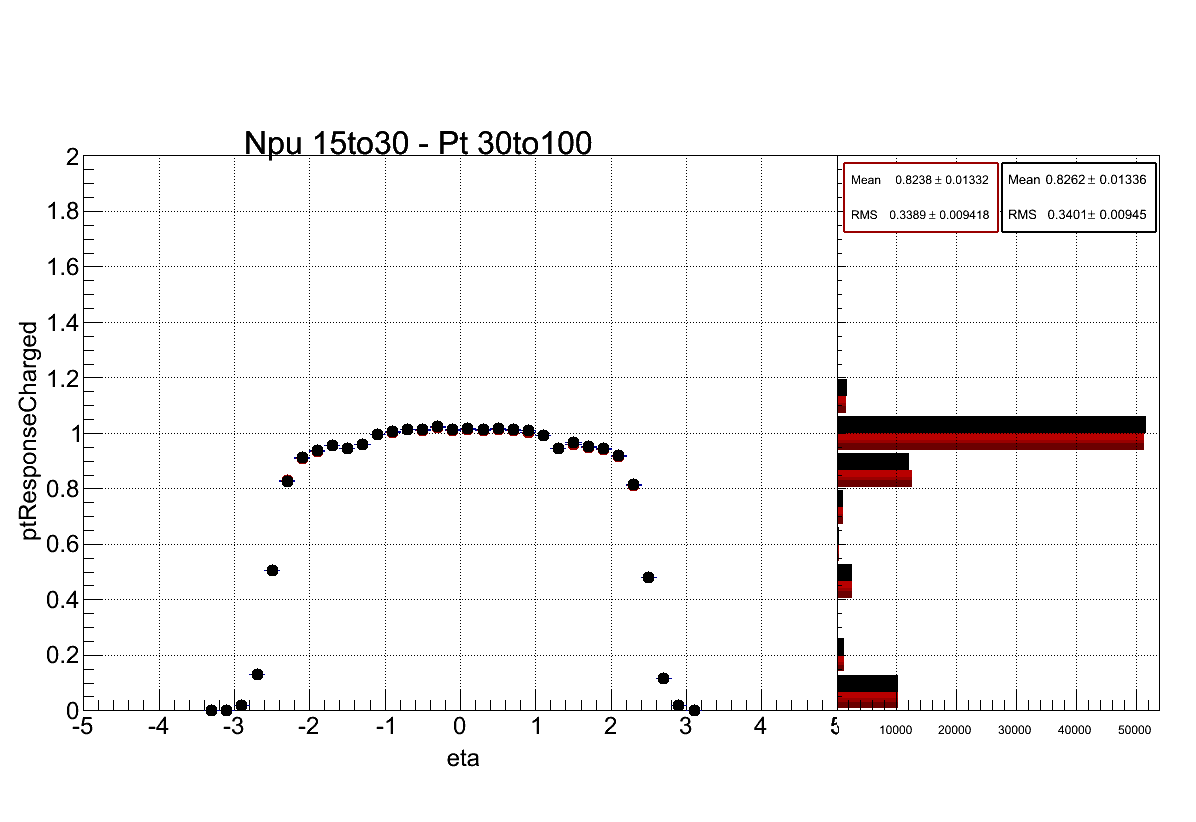 Npu 15to30 - Pt 30to100
2
1.8
1.6
1.4
1.2
1
0.8
0.6
0.4
0.2
0
ptResponseCharged
-5 -4 -3 -2 -1 0 1 2 3 4
eta
Mean 0.8238 ± 0.01332
RMS 0.3389 ± 0.009418
Mean 0.8262 ± 0.01336
RMS 0.3401 ± 0.00945
10000 20000 30000 40000 50000